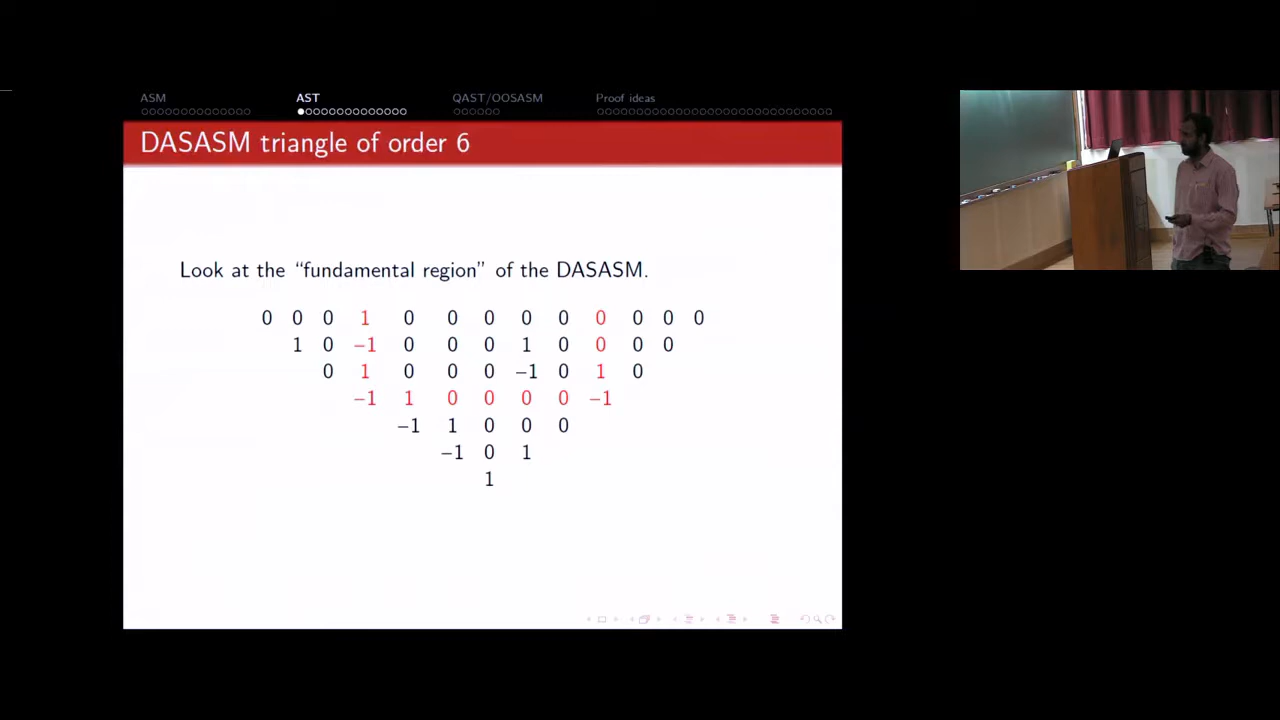 ASM AST QAST/OOSASM Proof ideas
DASASM triangle of order 6
Look at the “fundamental region” of the DASASM.
0 0 0 1 0 0 0 0 0 0 0 0 0
1 0 −1 0 0 0 1 0 0 0 0
0 1 0 0 0 −1 0 1 0
−1 1 0 0 0 0 −1
−1 1 0 0 0
−1 0 1
1